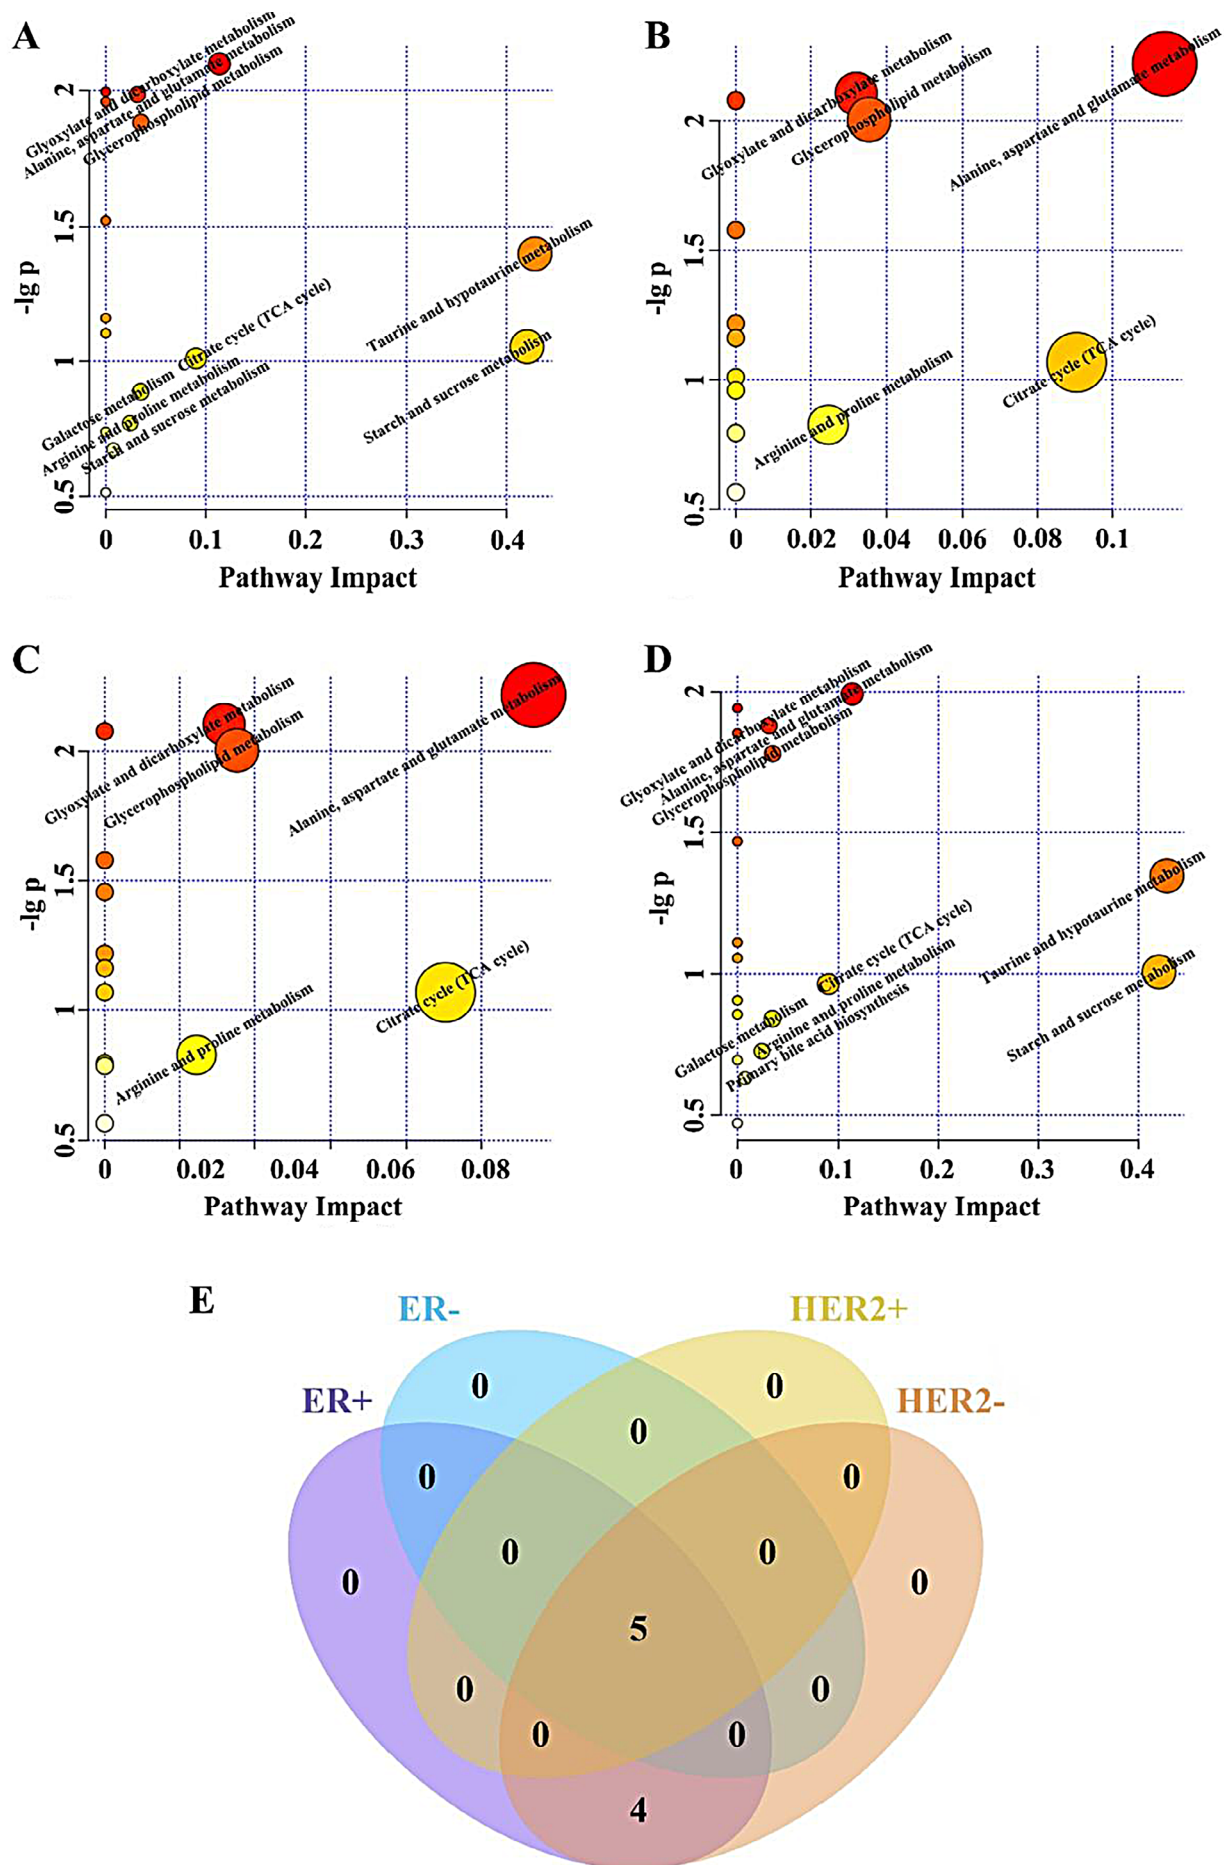 A
Glyoxylate and dicarboxylate metabolism
Alanine, aspartate and glutamate metabolism
Glycerophospholipid metabolism
Taurine and hypotaurine metabolism
Citrate cycle (TCA cycle)
Starch and sucrose metabolism
Galactose metabolism
Arginine and proline metabolism
Starch and sucrose metabolism
-lg p
2
1.5
1
0.5
0 0.1 0.2 0.3 0.4
Pathway Impact
B
Glyoxylate and dicarboxylate metabolism
Glycerophospholipid metabolism
Alanine, aspartate and glutamate metabolism
Citrate cycle (TCA cycle)
Arginine and proline metabolism
-lg p
2
1.5
1
0.5
0 0.02 0.04 0.06 0.08 0.1
Pathway Impact
C
Glyoxylate and dicarboxylate metabolism
Glycerophospholipid metabolism
Alanine, aspartate and glutamate metabolism
Citrate cycle (TCA cycle)
Arginine and proline metabolism
-lg p
2
1.5
1
0.5
0 0.02 0.04 0.06 0.08
Pathway Impact
D
Glyoxylate and dicarboxylate metabolism
Alanine, aspartate and glutamate metabolism
Glycerophospholipid metabolism
Taurine and hypotaurine metabolism
Citrate cycle (TCA cycle)
Starch and sucrose metabolism
Galactose metabolism
Arginine and proline metabolism
Primary bile acid biosynthesis
-lg p
2
1.5
1
0.5
0 0.1 0.2 0.3 0.4
Pathway Impact
E
ER- HER2+
ER+ HER2-
0 0
0
0 0
0 0
0 0
5
0 0
0 0
4